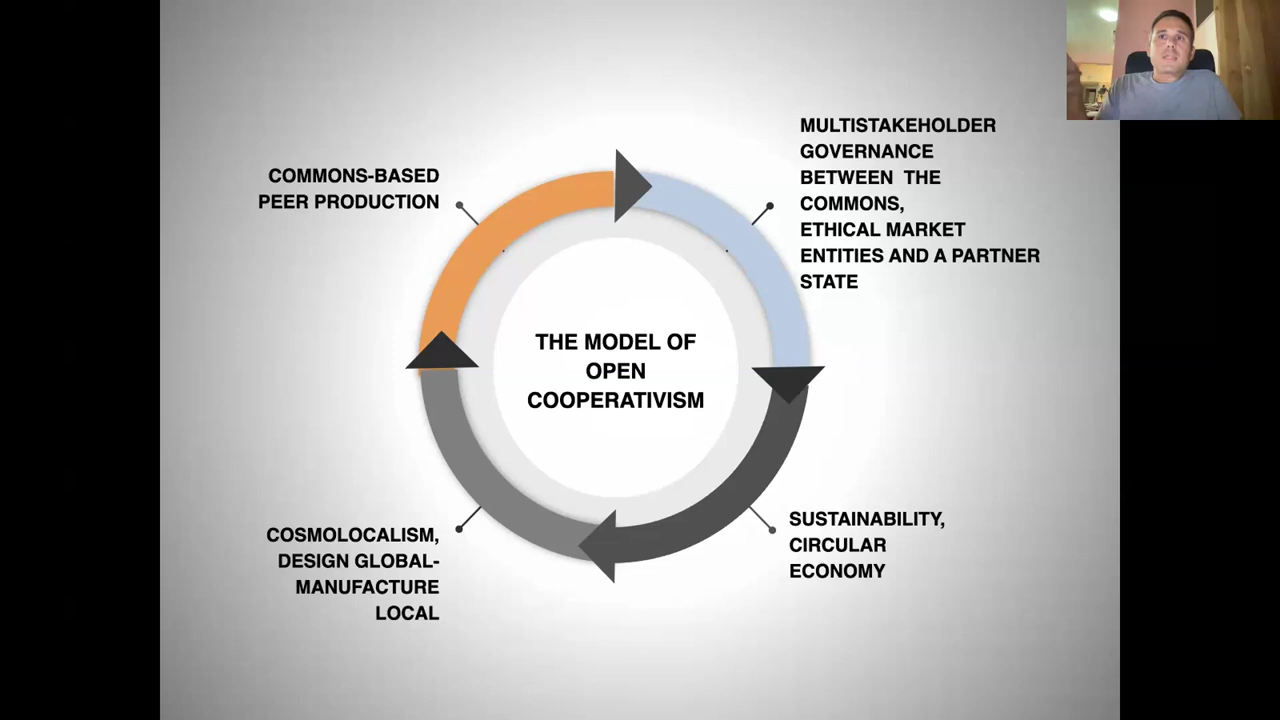 COMMONS-BASED
PEER PRODUCTION
MULTISTAKEHOLDER
GOVERNANCE
BETWEEN THE
COMMONS,
ETHICAL MARKET
ENTITIES AND A PARTNER
STATE
THE MODEL OF
OPEN
COOPERATIVISM
COSMOLOCALISM,
DESIGN GLOBAL-
MANUFACTURE
LOCAL
SUSTAINABILITY,
CIRCULAR
ECONOMY